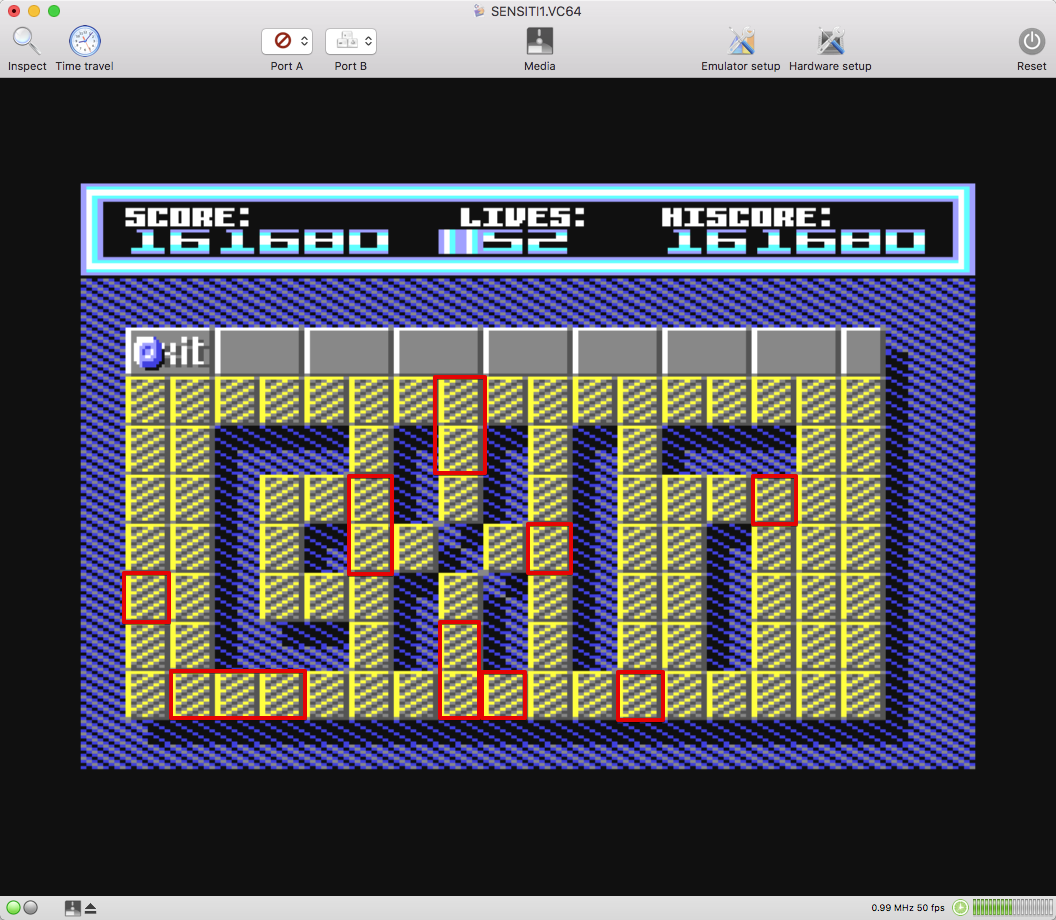 SENSITI1.VC64
Inspect Time travel Port A Port B Media Emulator setup Hardware setup Reset
SCORE: LIVES: HISCORE:
161680 52 161680
Exit
0.99 MHz 50 fps